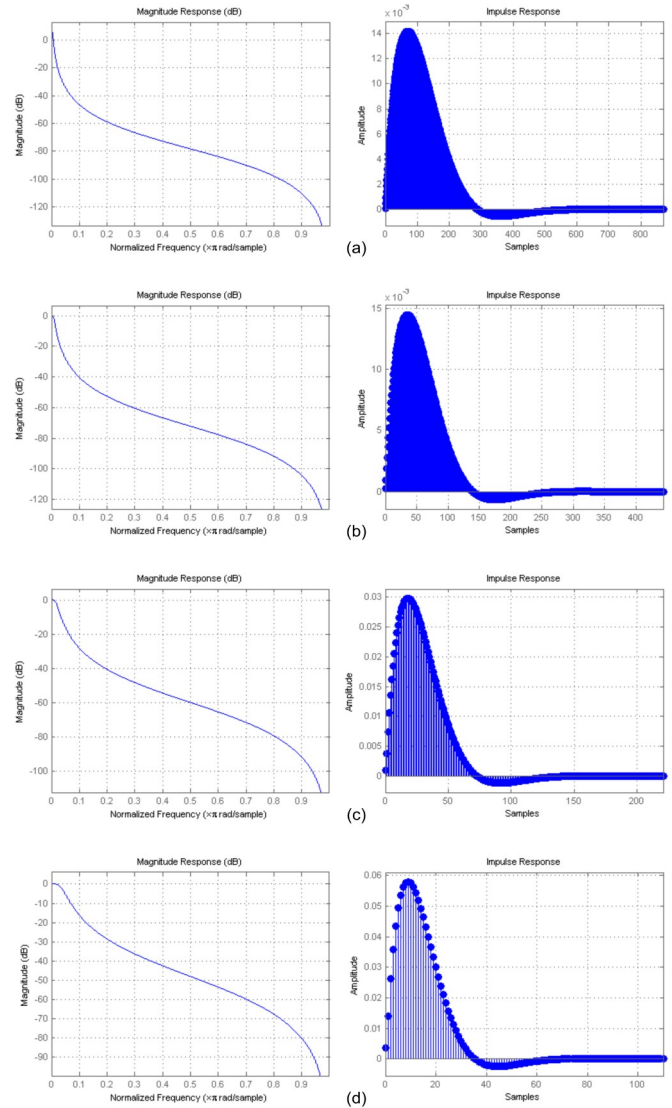 Magnitude Response (dB)
Impulse Response
× 10⁻³
0
-20
-40
-60
-80
-100
-120
Magnitude (dB)
0 0.1 0.2 0.3 0.4 0.5 0.6 0.7 0.8 0.9
Normalized Frequency (×π rad/sample)
14
12
10
8
6
4
2
0
Amplitude
0 100 200 300 400 500 600 700 800
Samples
(a)
Magnitude Response (dB)
Impulse Response
× 10⁻³
0
-20
-40
-60
-80
-100
-120
Magnitude (dB)
0 0.1 0.2 0.3 0.4 0.5 0.6 0.7 0.8 0.9
Normalized Frequency (×π rad/sample)
15
10
5
0
Amplitude
0 50 100 150 200 250 300 350 400
Samples
(b)
Magnitude Response (dB)
Impulse Response
0
-20
-40
-60
-80
-100
Magnitude (dB)
0 0.1 0.2 0.3 0.4 0.5 0.6 0.7 0.8 0.9
Normalized Frequency (×π rad/sample)
0.03
0.025
0.02
0.015
0.01
0.005
0
Amplitude
0 50 100 150 200
Samples
(c)
Magnitude Response (dB)
Impulse Response
0
-10
-20
-30
-40
-50
-60
-70
-80
-90
Magnitude (dB)
0 0.1 0.2 0.3 0.4 0.5 0.6 0.7 0.8 0.9
Normalized Frequency (×π rad/sample)
0.06
0.05
0.04
0.03
0.02
0.01
0
Amplitude
0 20 40 60 80 100
Samples
(d)